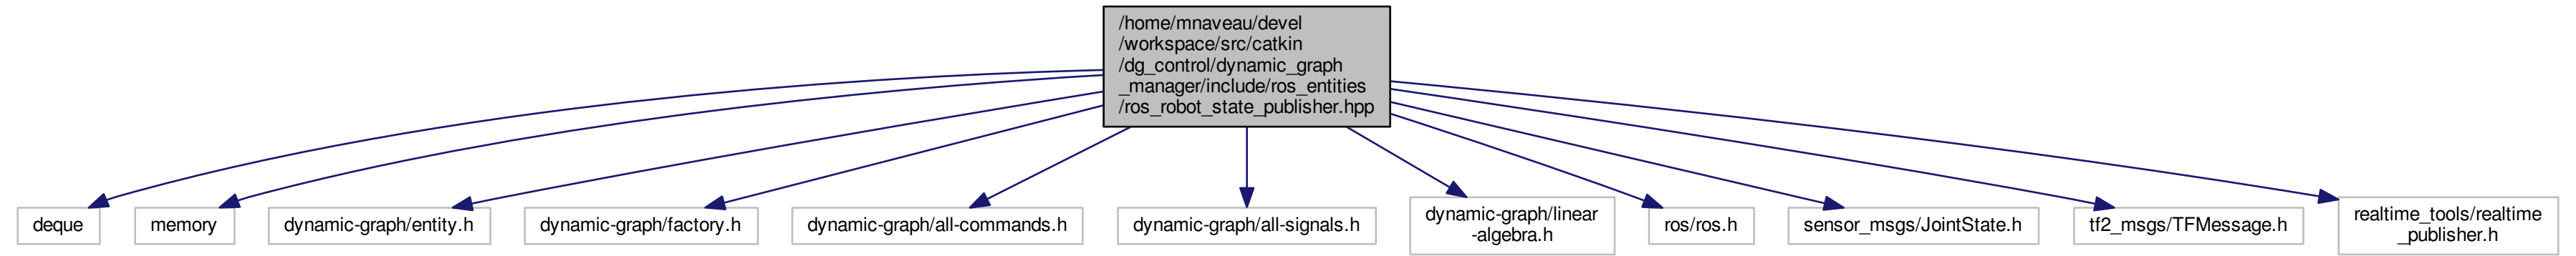 /home/mnaveau/devel
/workspace/src/catkin
/dg_control/dynamic_graph
_manager/include/ros_entities
/ros_robot_state_publisher.hpp
deque
memory
dynamic-graph/entity.h
dynamic-graph/factory.h
dynamic-graph/all-commands.h
dynamic-graph/all-signals.h
dynamic-graph/linear
-algebra.h
ros/ros.h
sensor_msgs/JointState.h
tf2_msgs/TFMessage.h
realtime_tools/realtime
_publisher.h